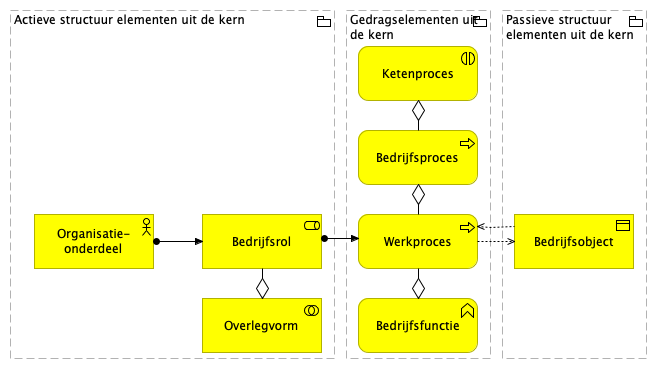 Actieve structuur elementen uit de kern
Gedragselementen uit
de kern
Passieve structuur
elementen uit de kern
Ketenproces
Bedrijfsproces
Organisatie-
onderdeel
Bedrijfsrol
Werkproces
Bedrijfsobject
Overlegvorm
Bedrijfsfunctie